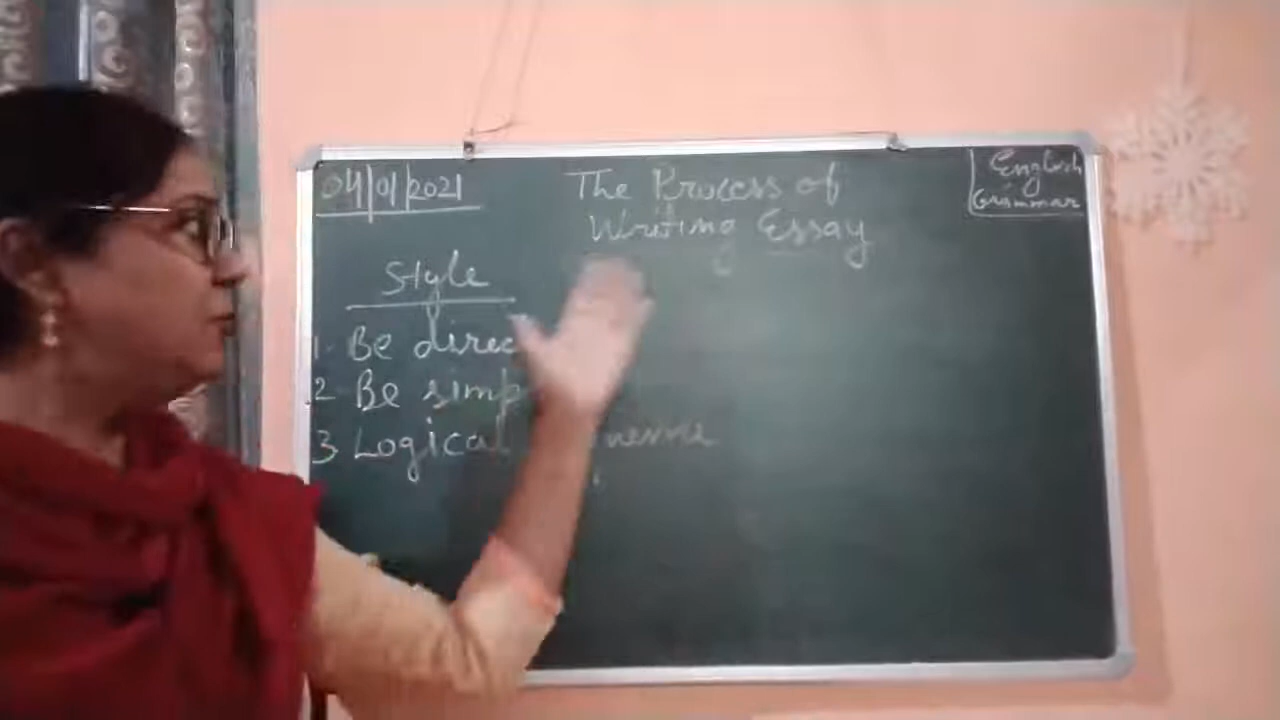 04/01/2021
The Process of
Writing Essay
English
Grammar
Style
1. Be direc
2. Be simp
3 Logical